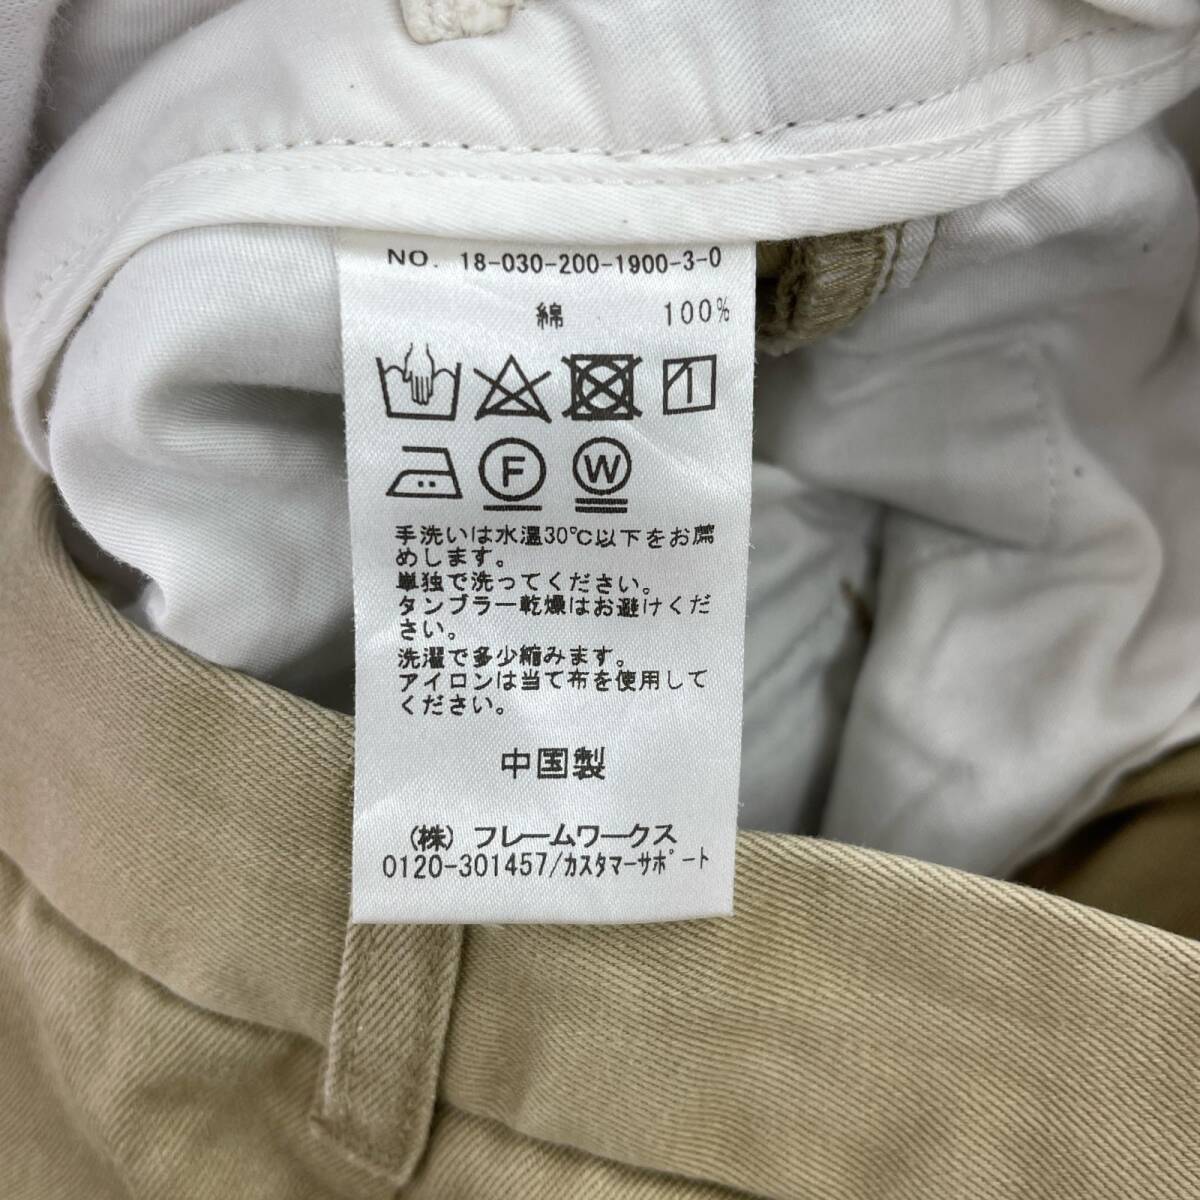 NO. 18-030-200-1900-3-0
綿 100%
F W
手洗いは水温30℃以下をお薦
めします。
単独で洗ってください。
タンブラー乾燥はお避けくだ
さい。
洗濯で多少縮みます。
アイロンは当て布を使用して
ください。
中国製
(株) フレームワークス
0120-301457/ｶｽﾀﾏｰｻﾎﾟｰﾄ